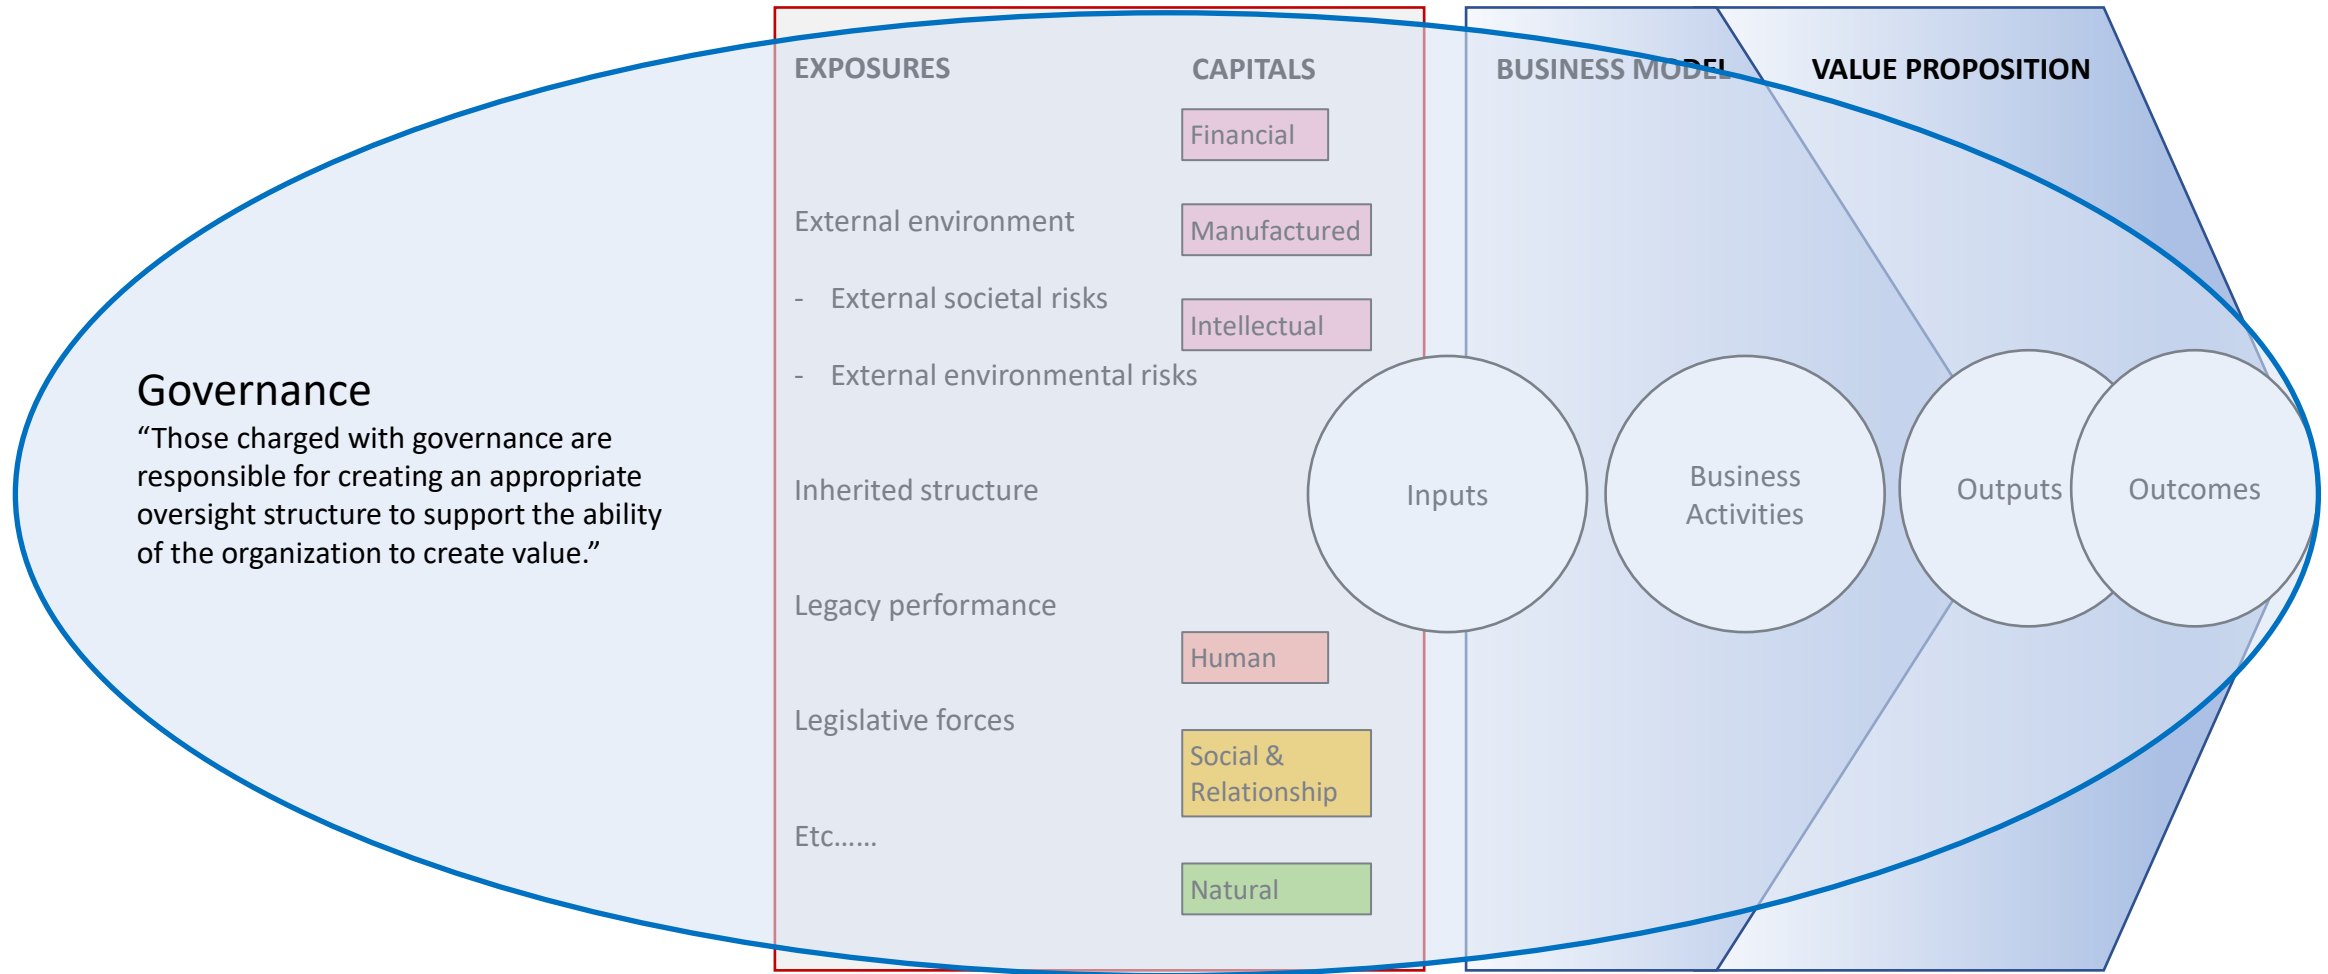 EXPOSURES
CAPITALS
BUSINESS MODEL
VALUE PROPOSITION
Financial
External environment
Manufactured
- External societal risks
Intellectual
- External environmental risks
Governance
“Those charged with governance are
responsible for creating an appropriate
oversight structure to support the ability
of the organization to create value.”
Inherited structure
Inputs
Business
Activities
Outputs
Outcomes
Legacy performance
Human
Legislative forces
Social &
Relationship
Etc......
Natural